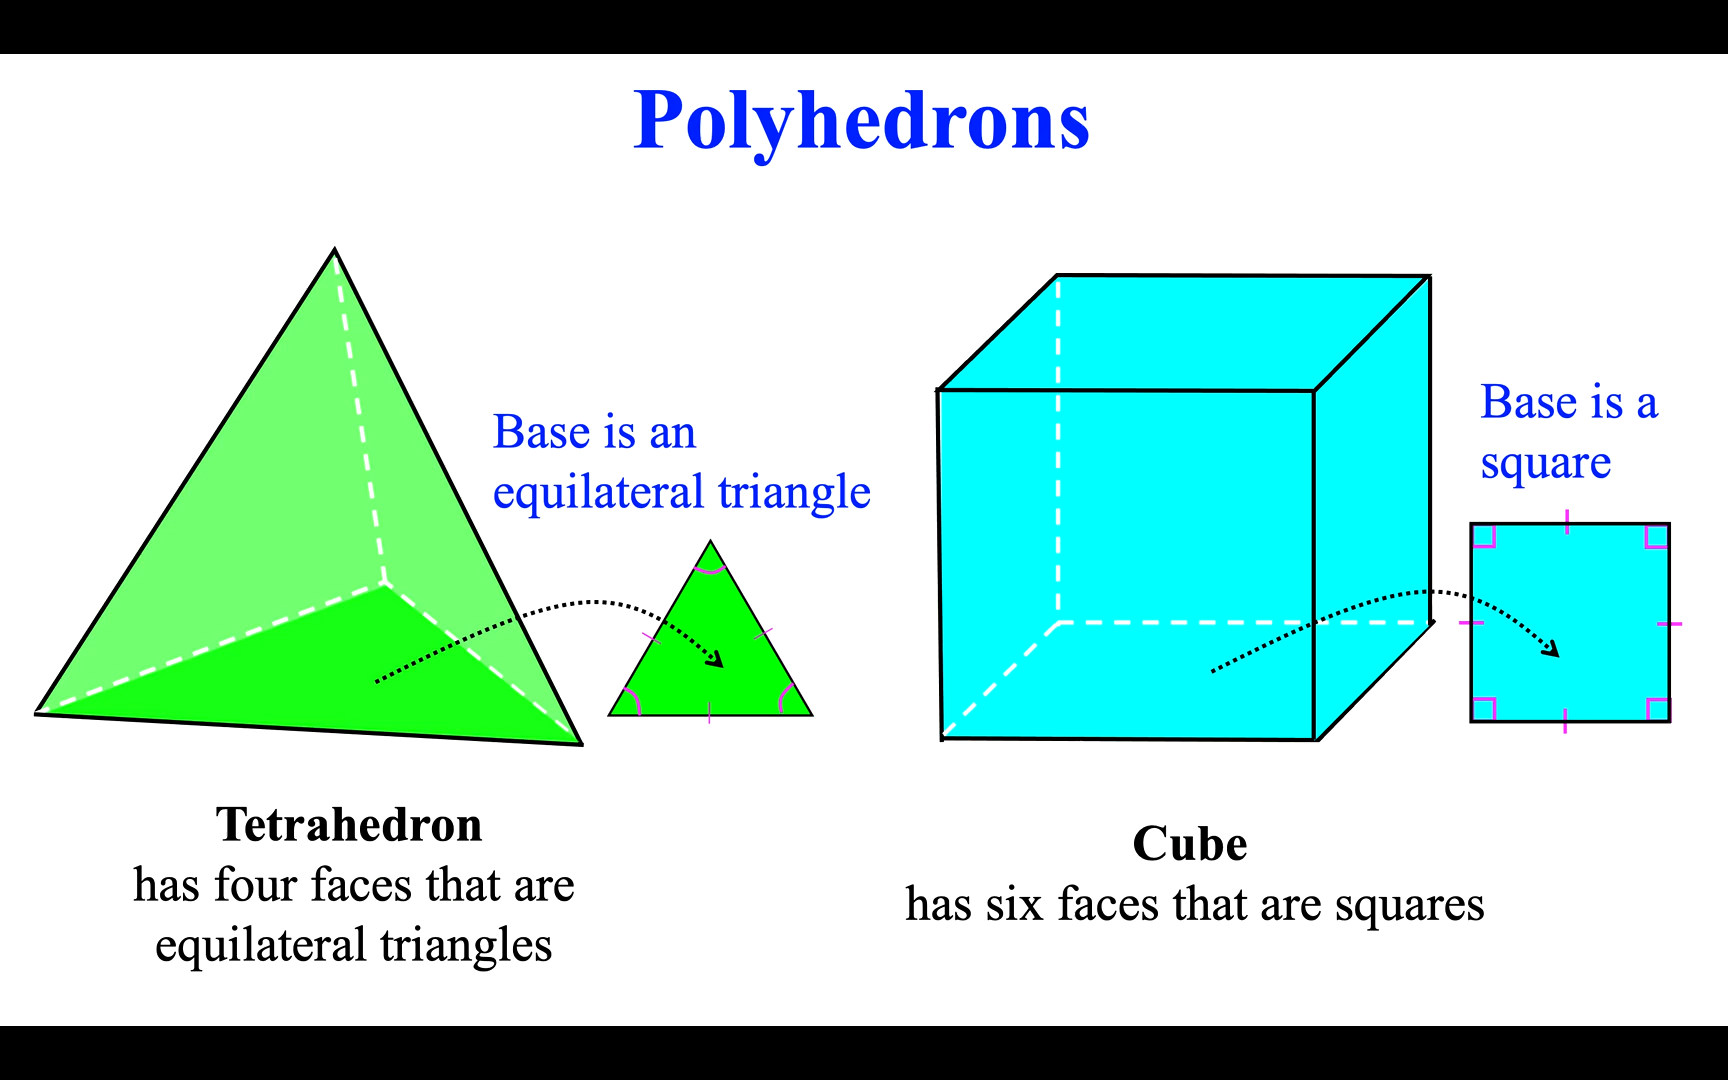 Polyhedrons
Base is an
equilateral triangle
Base is a
square
Tetrahedron
has four faces that are
equilateral triangles
Cube
has six faces that are squares